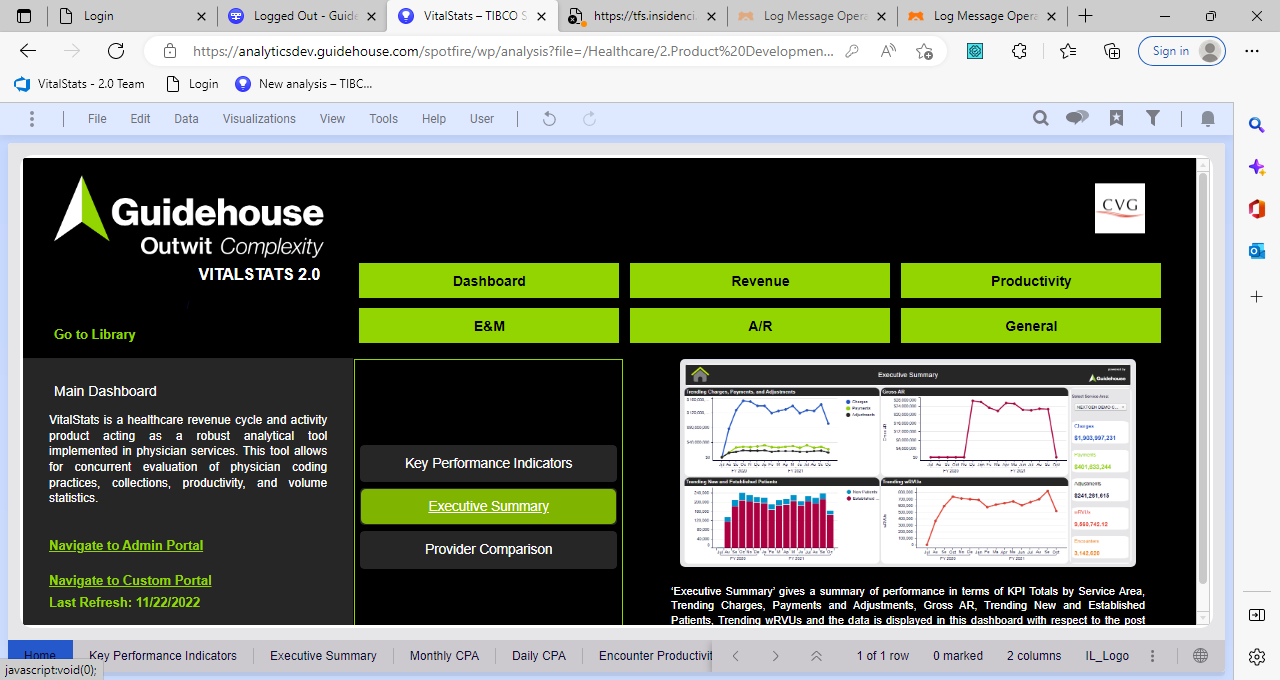 Login
Logged Out - Guide
VitalStats – TIBCO S
https://tfs.insidenci.
Log Message Opera
Log Message Opera
https://analyticsdev.guidehouse.com/spotfire/wp/analysis?file=/Healthcare/2.Product%20Developmen...
Sign in
VitalStats - 2.0 Team
Login
New analysis – TIBC...
File Edit Data Visualizations View Tools Help User
Guidehouse
Outwit Complexity
VITALSTATS 2.0
CVG
Go to Library
Dashboard Revenue Productivity
E&M A/R General
Main Dashboard
VitalStats is a healthcare revenue cycle and activity
product acting as a robust analytical tool
implemented in physician services. This tool allows
for concurrent evaluation of physician coding
practices, collections, productivity, and volume
statistics.
Navigate to Admin Portal
Navigate to Custom Portal
Last Refresh: 11/22/2022
Key Performance Indicators
Executive Summary
Provider Comparison
Executive Summary
Guidehouse
Trending Charges, Payments, and Adjustments
Charges
Payments
Adjustments
Gross AR
Charges
$1,903,997,231
Payments
Adjustments
Trending New and Established Patients
Trending wRVUs
wRVUs
9,560,742.12
Encounters
3,142,020
'Executive Summary' gives a summary of performance in terms of KPI Totals by Service Area,
Trending Charges, Payments and Adjustments, Gross AR, Trending New and Established
Patients, Trending wRVUs and the data is displayed in this dashboard with respect to the post
Home Key Performance Indicators Executive Summary Monthly CPA Daily CPA Encounter Productivit
1 of 1 row 0 marked 2 columns IL_Logo
javascript:void(0);